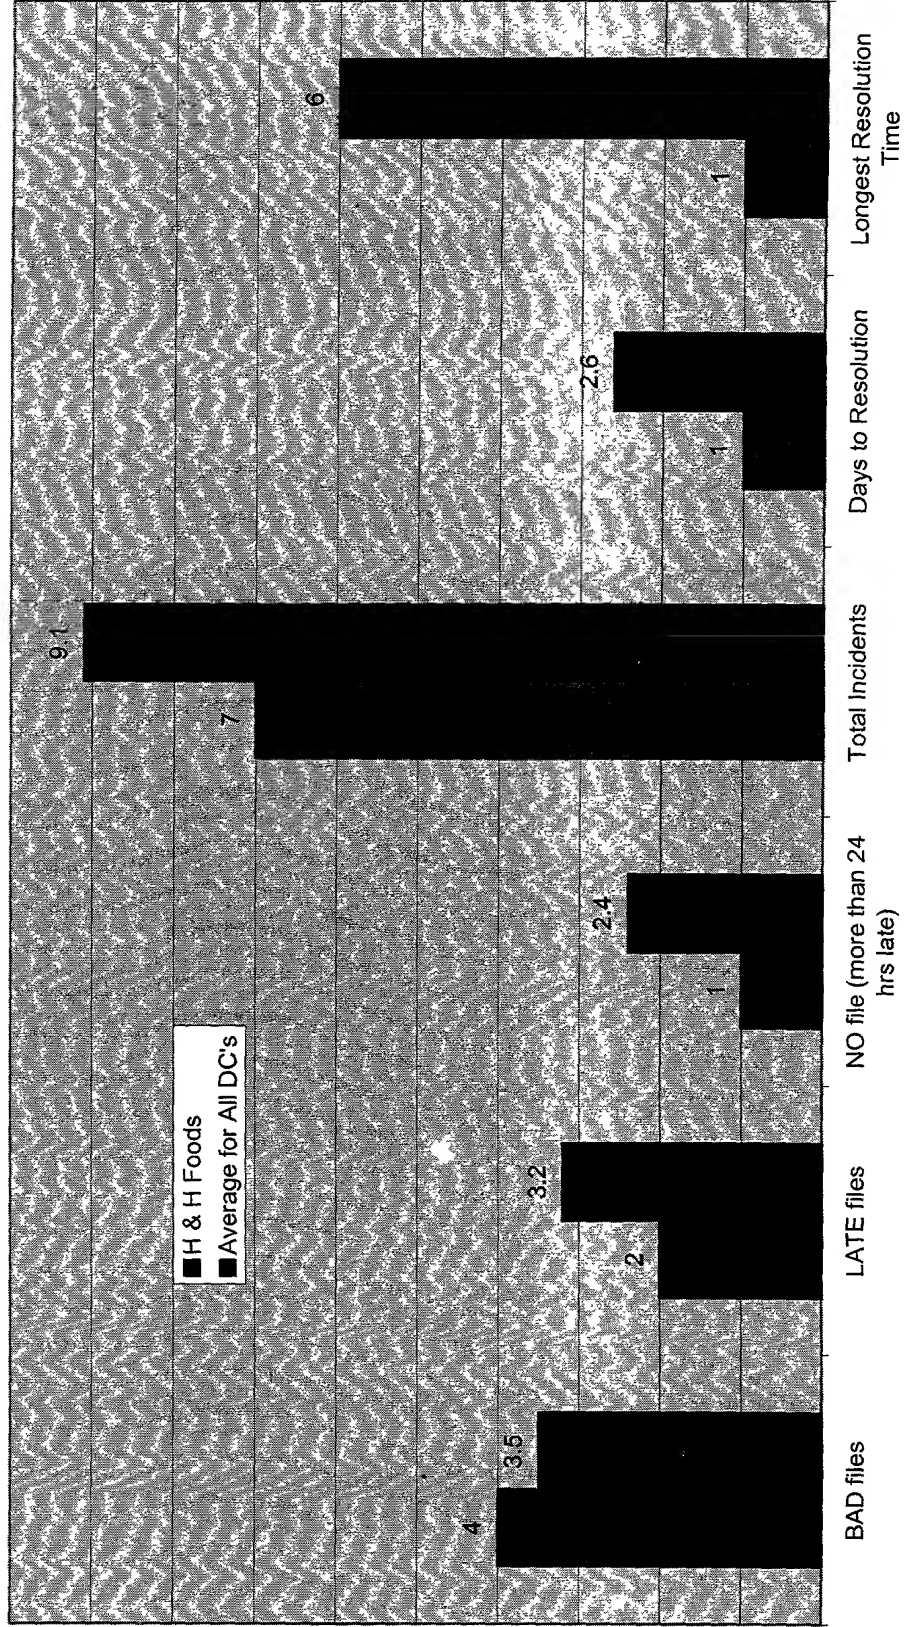 H & H Foods
Average for All DC's
4
3.5
2
3.2
1
2.4
7
9.1
1
2.6
1
6
BAD files
LATE files
NO file (more than 24
hrs late)
Total Incidents
Days to Resolution
Longest Resolution
Time